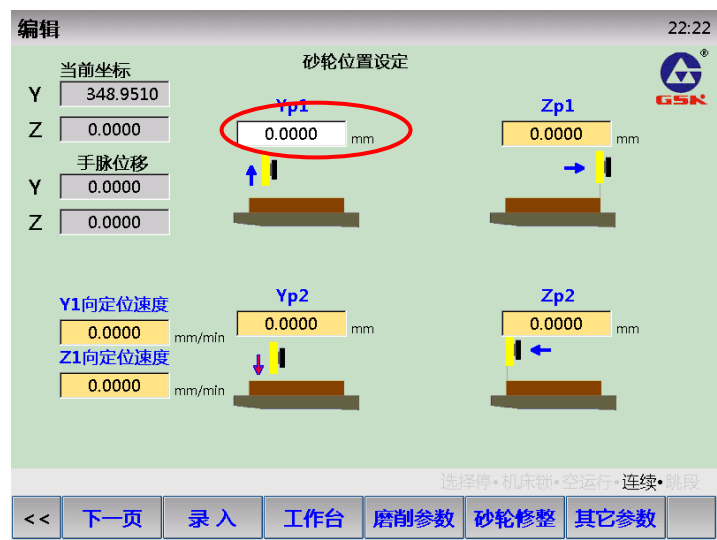 编辑
22:22
砂轮位置设定
®
GSK
当前坐标
Y 348.9510
Z 0.0000
手脉位移
Y 0.0000
Z 0.0000
Yp1
0.0000 mm
Zp1
0.0000 mm
Y1向定位速度
0.0000 mm/min
Z1向定位速度
0.0000 mm/min
Yp2
0.0000 mm
Zp2
0.0000 mm
选择停•机床锁•空运行•连续•跳段
<< 下一页 录入 工作台 磨削参数 砂轮修整 其它参数